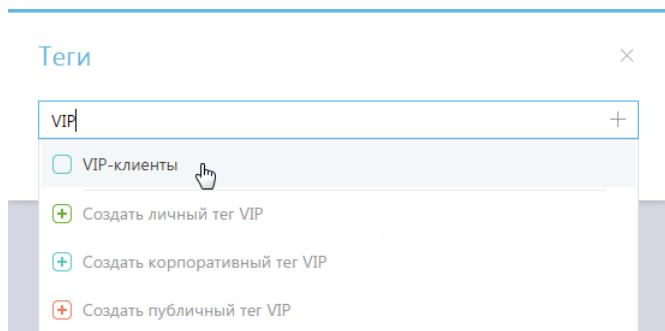 Теги
VIP
VIP-клиенты
Создать личный тег VIP
Создать корпоративный тег VIP
Создать публичный тег VIP